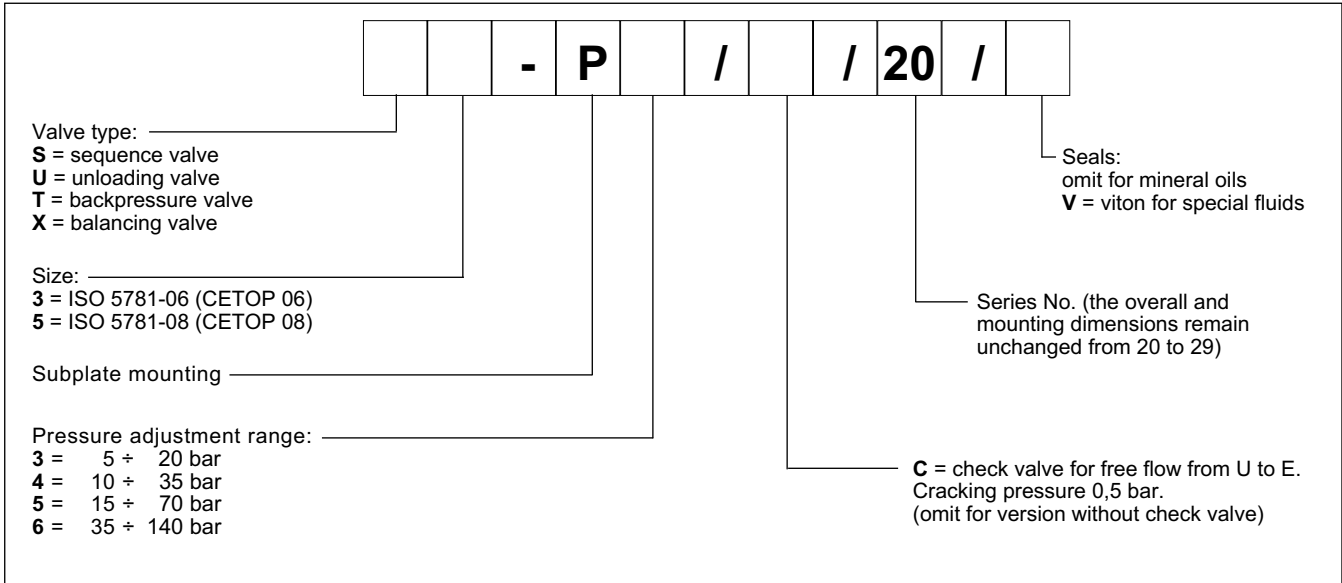 - P / / 20 /
Valve type:
S = sequence valve
U = unloading valve
T = backpressure valve
X = balancing valve
Size:
3 = ISO 5781-06 (CETOP 06)
5 = ISO 5781-08 (CETOP 08)
Subplate mounting
Pressure adjustment range:
3 = 5 ÷ 20 bar
4 = 10 ÷ 35 bar
5 = 15 ÷ 70 bar
6 = 35 ÷ 140 bar
Seals:
omit for mineral oils
V = viton for special fluids
Series No. (the overall and
mounting dimensions remain
unchanged from 20 to 29)
C = check valve for free flow from U to E.
Cracking pressure 0,5 bar.
(omit for version without check valve)